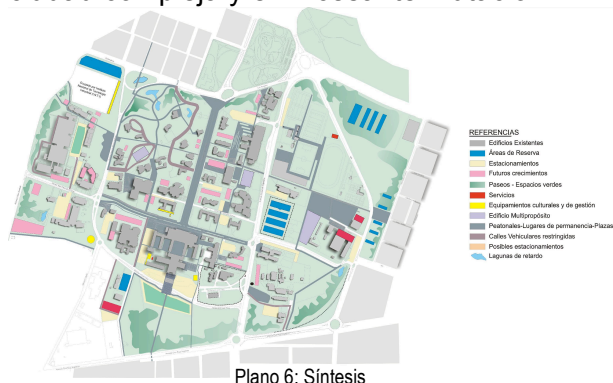 REFERENCIAS
Edificios Existentes
Áreas de Reserva
Estacionamientos
Futuros crecimientos
Paseos - Espacios verdes
Servicios
Equipamientos culturales y de gestión
Edificio Multipropósito
Peatonales-Lugares de permanencia-Plazas
Calles Vehiculares restringidas
Posibles estacionamientos
Lagunas de retardo
Plano 6: Síntesis